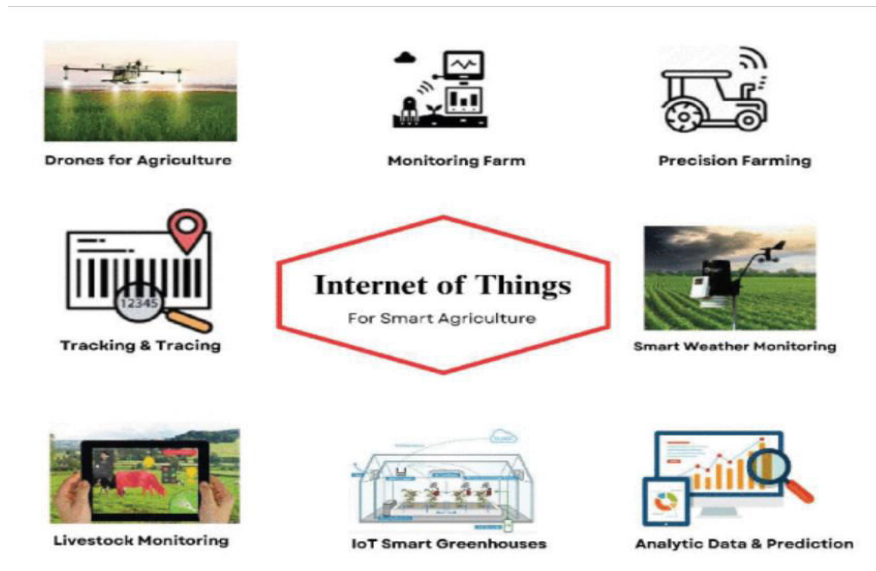 Drones for Agriculture
Monitoring Farm
Precision Farming
12345
Tracking & Tracing
Internet of Things
For Smart Agriculture
Smart Weather Monitoring
Livestock Monitoring
IoT Smart Greenhouses
Analytic Data & Prediction